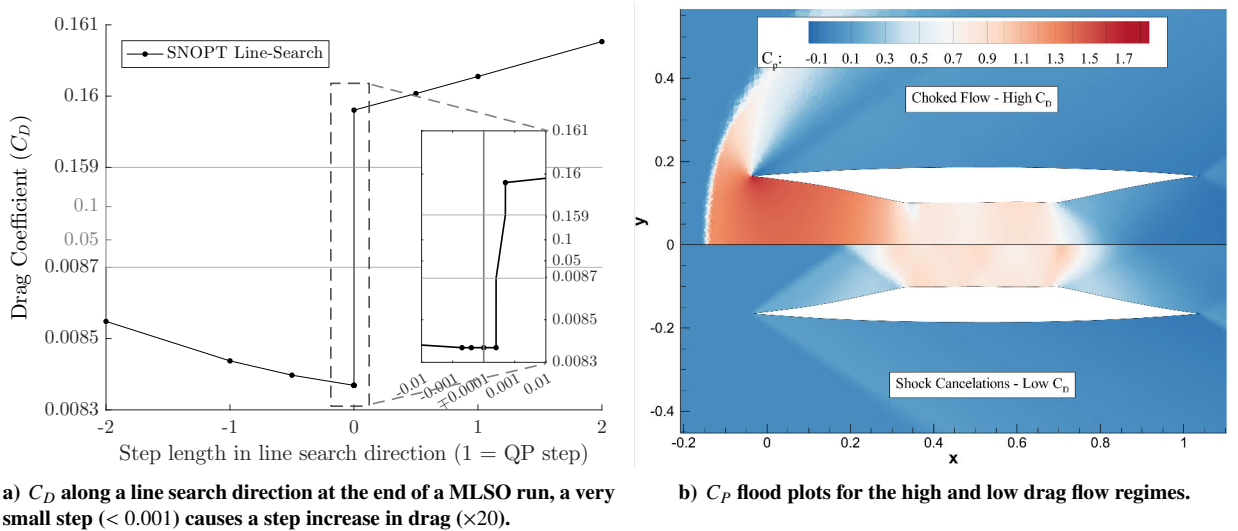 0.161
SNOPT Line-Search
0.16
0.159
0.1
0.05
0.0087
0.0085
0.0083
Drag Coefficient (C_D)
-2
-1
0
1
2
Step length in line search direction (1 = QP step)
0.161
0.16
0.159
0.1
0.05
0.0087
0.0085
0.0083
-0.01
-0.001
∓0.0001
0.001
0.01
a) C_D along a line search direction at the end of a MLSO run, a very
small step (< 0.001) causes a step increase in drag (×20).
C_p: -0.1 0.1 0.3 0.5 0.7 0.9 1.1 1.3 1.5 1.7
Choked Flow - High C_D
0.4
0.2
y
0
-0.2
Shock Cancelations - Low C_D
-0.4
-0.2 0 0.2 0.4 0.6 0.8 1
x
b) C_P flood plots for the high and low drag flow regimes.